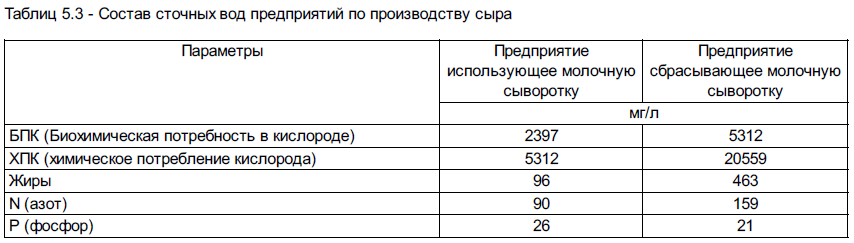 Таблиц 5.3 - Состав сточных вод предприятий по производству сыра
Параметры
Предприятие использующее молочную сыворотку
Предприятие сбрасывающее молочную сыворотку
мг/л
БПК (Биохимическая потребность в кислороде) 2397 5312
ХПК (химическое потребление кислорода) 5312 20559
Жиры 96 463
N (азот) 90 159
P (фосфор) 26 21